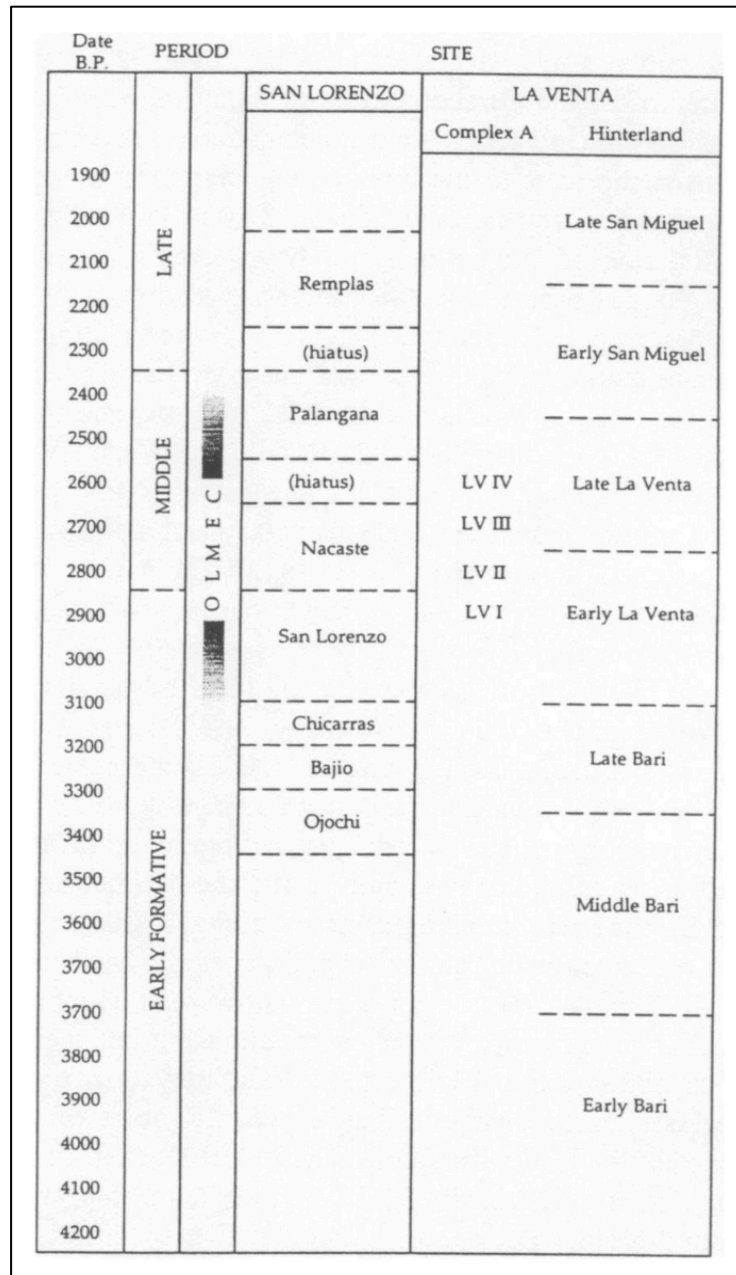 Date
B.P.
PERIOD
SITE
SAN LORENZO
LA VENTA
Complex A
Hinterland
1900
2000
2100
2200
2300
2400
2500
2600
2700
2800
2900
3000
3100
3200
3300
3400
3500
3600
3700
3700
3800
3900
4000
4100
4200
LATE
MIDDLE
EARLY FORMATIVE
OLMEC
Remplas
(hiatus)
Palangana
(hiatus)
Nacaste
San Lorenzo
Chicarras
Bajio
Ojochi
LV IV
LV III
LV II
LV I
Late San Miguel
Early San Miguel
Late La Venta
Early La Venta
Late Bari
Middle Bari
Early Bari